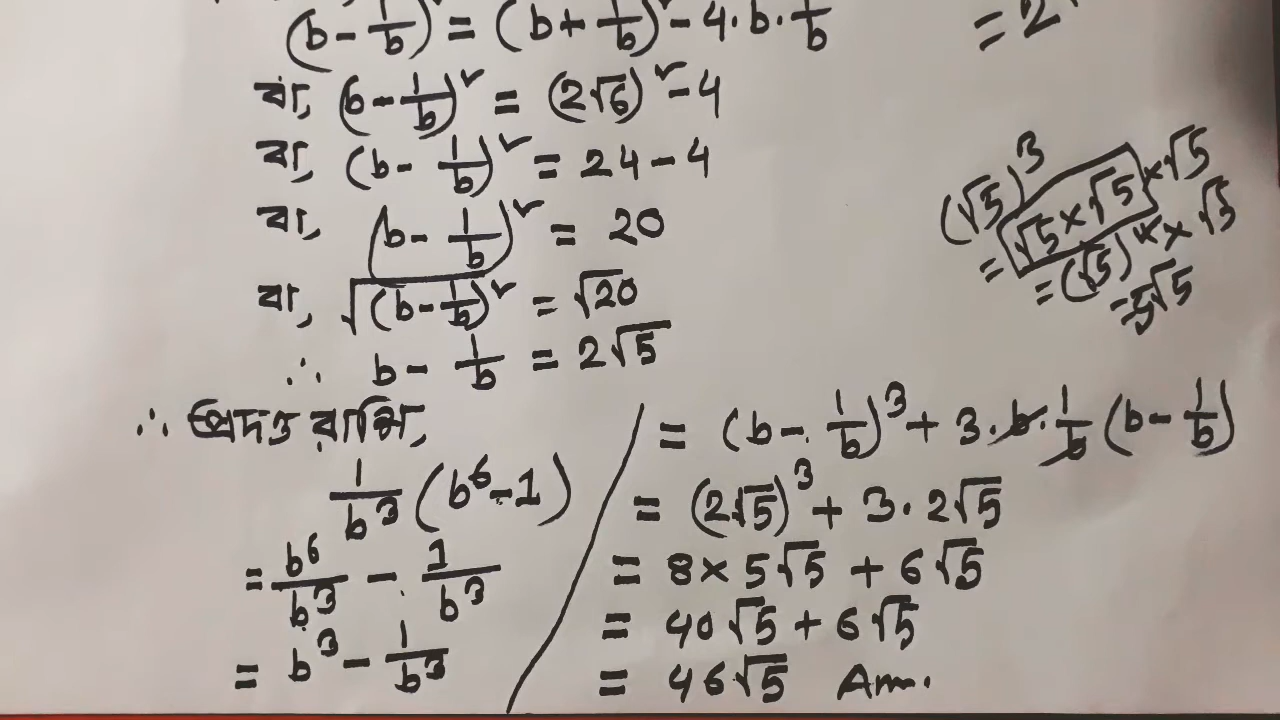 (b - 1/b)² = (b + 1/b)² - 4·b·1/b
= 2
বা, (b - 1/b)² = (2√6)² - 4
বা, (b - 1/b)² = 24 - 4
বা, (b - 1/b)² = 20
বা, √(b - 1/b)² = √20
∴ b - 1/b = 2√5
(√5)³
= √5 × √5 × √5
= (√5)² × √5
= 5√5
∴ প্রদত্ত রাশি,
1/b³ (b⁶ - 1)
= b⁶/b³ - 1/b³
= b³ - 1/b³
= (b - 1/b)³ + 3·b·1/b (b - 1/b)
= (2√5)³ + 3·2√5
= 8 × 5√5 + 6√5
= 40√5 + 6√5
= 46√5 Ans.